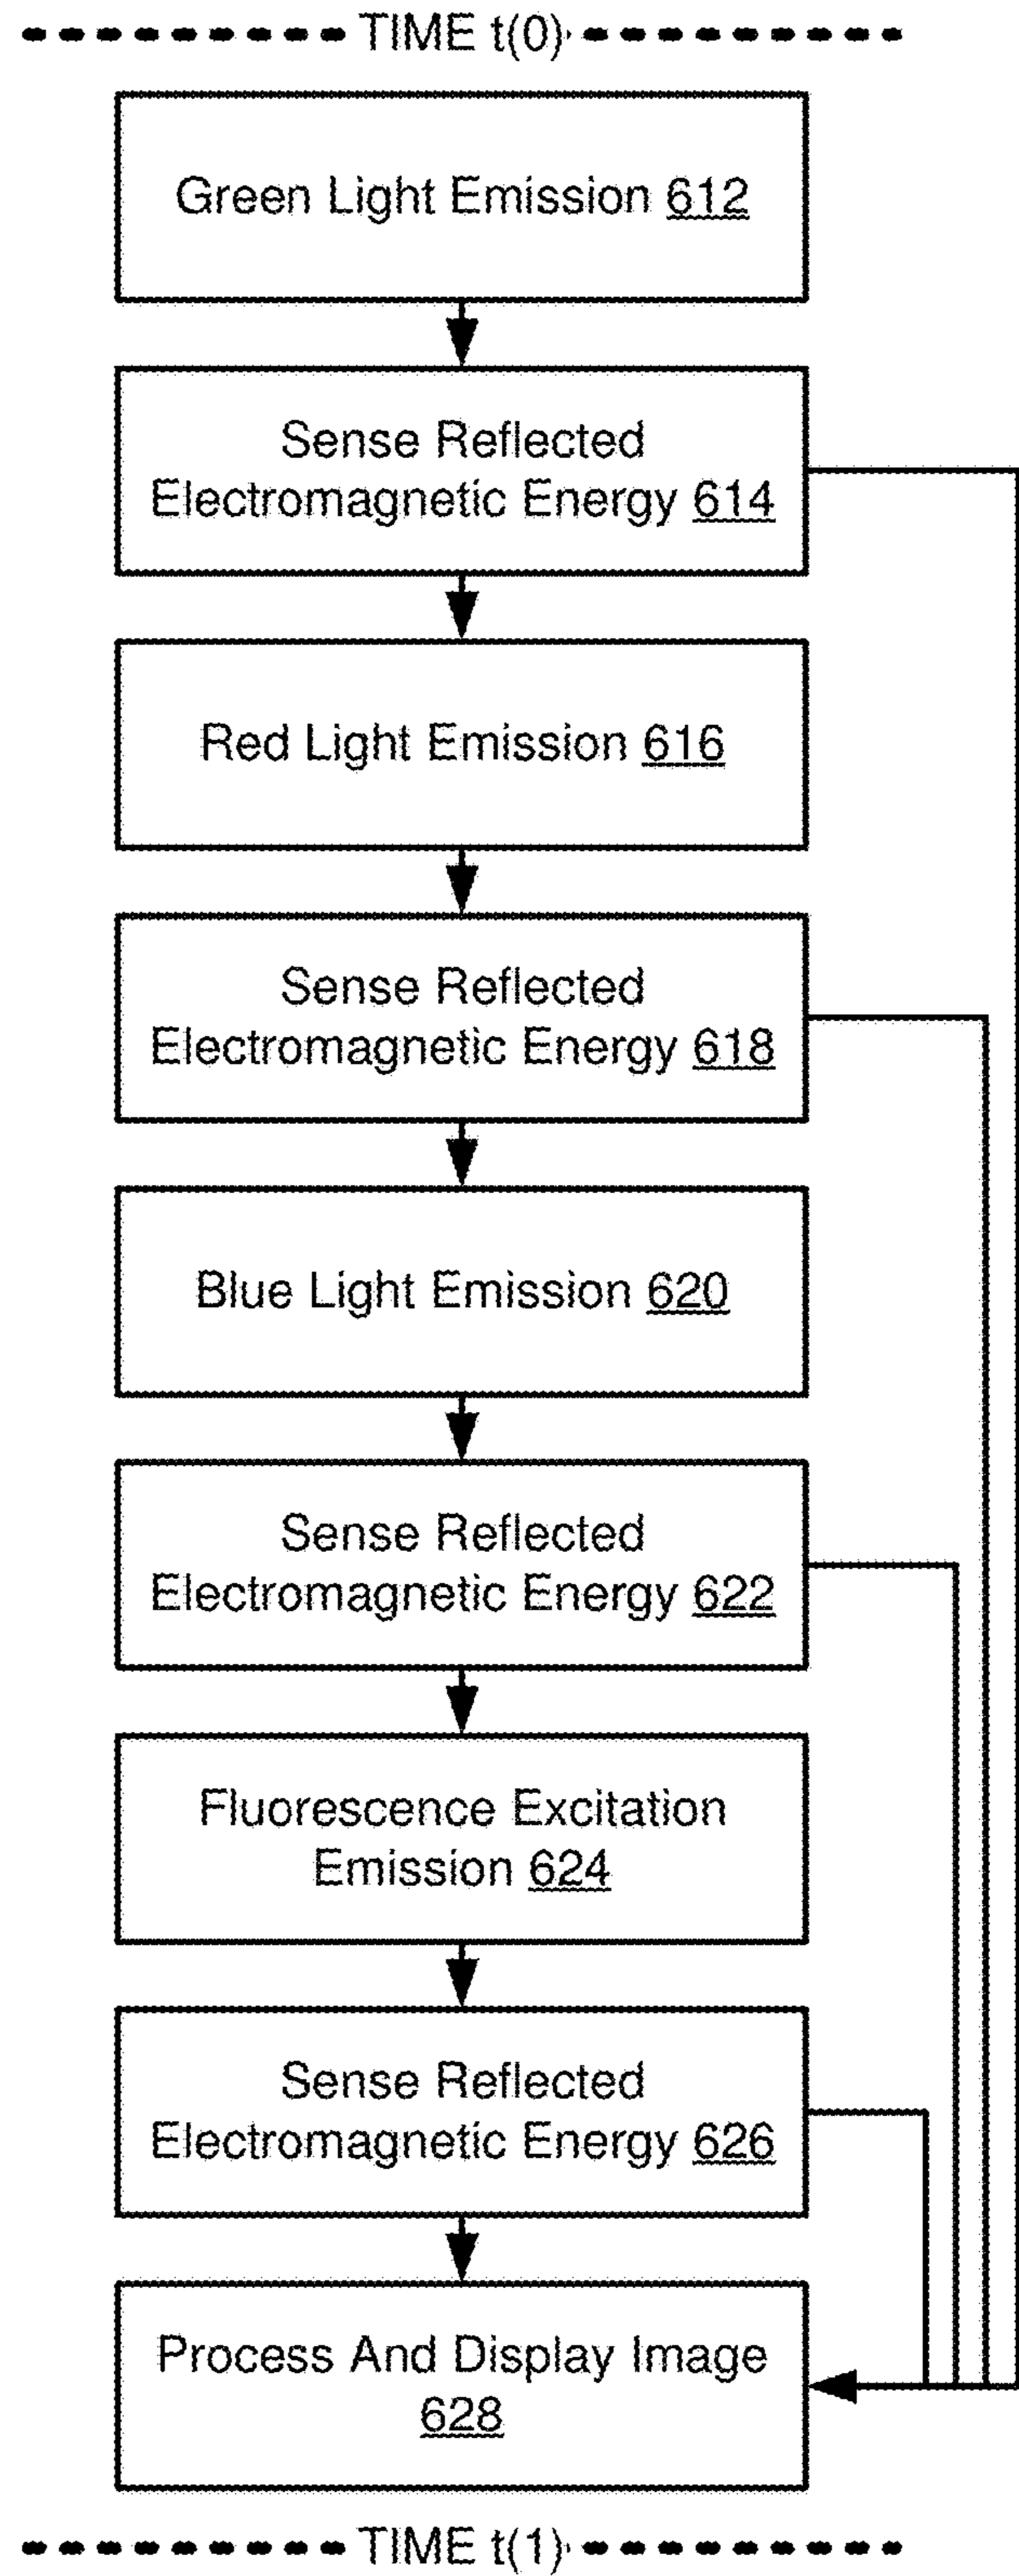 TIME t(0)
Green Light Emission 612
Sense Reflected
Electromagnetic Energy 614
Red Light Emission 616
Sense Reflected
Electromagnetic Energy 618
Blue Light Emission 620
Sense Reflected
Electromagnetic Energy 622
Fluorescence Excitation
Emission 624
Sense Reflected
Electromagnetic Energy 626
Process And Display Image
628
TIME t(1)